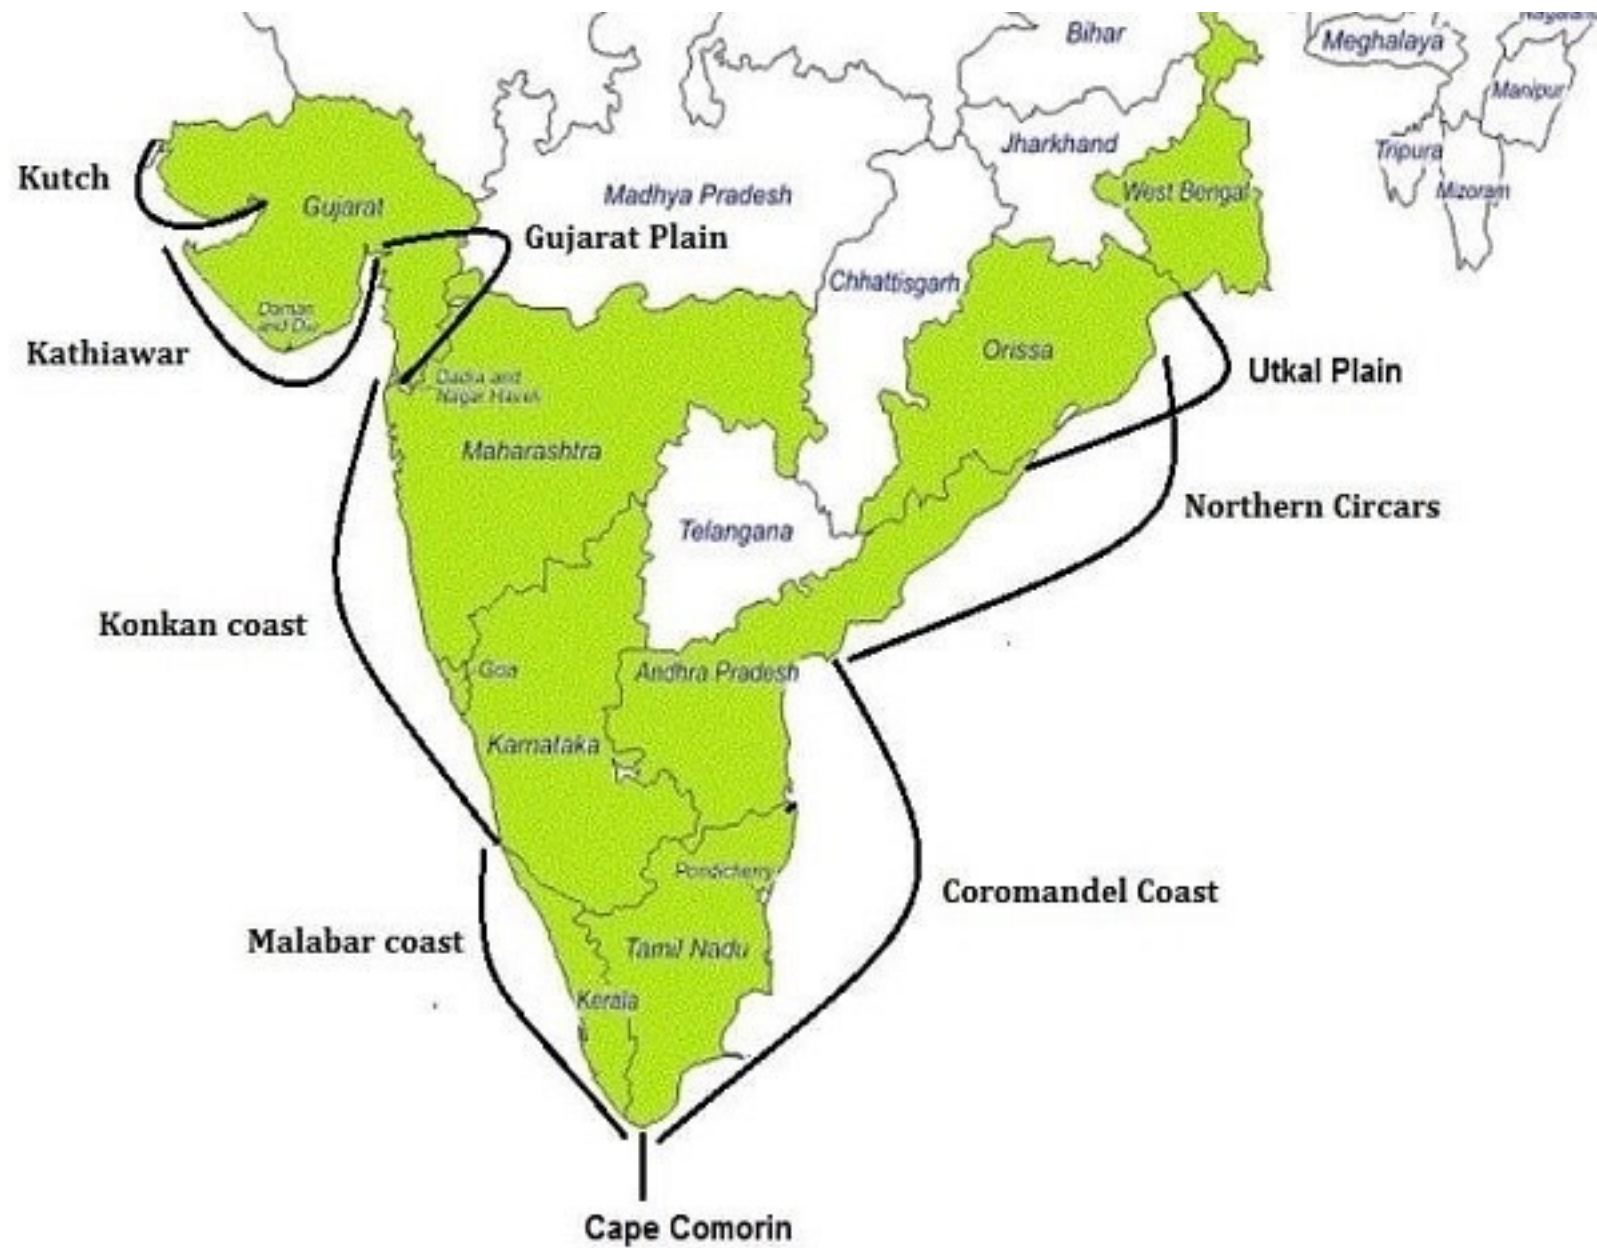 Nagaland
Bihar
Meghalaya
Manipur
Jharkhand
Tripura
Kutch
Madhya Pradesh
West Bengal
Mizoram
Gujarat
Gujarat Plain
Chhattisgarh
Daman
and Diu
Kathiawar
Orissa
Utkal Plain
Dadra and
Nagar Haveli
Maharashtra
Northern Circars
Telangana
Konkan coast
Goa
Andhra Pradesh
Karnataka
Pondicherry
Coromandel Coast
Malabar coast
Tamil Nadu
Kerala
Cape Comorin